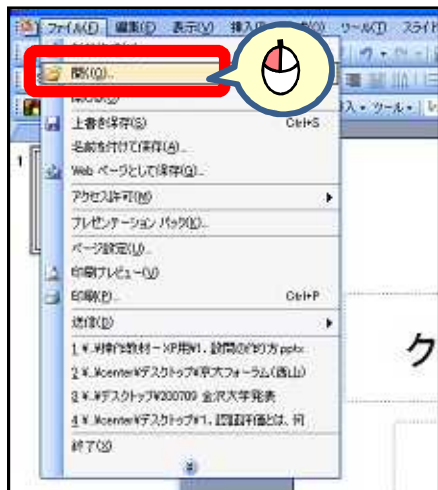 ファイル(F) 編集(E) 表示(V) 挿入(I) ツール(T) スライド
開く(O)...
入・ツール・
上書き保存(S) Ctrl+S
名前を付けて保存(A)...
Web ページとして保存(G)...
1
アクセス許可(M)
プレゼンテーション パック(K)...
ページ設定(U)...
印刷プレビュー(V)
印刷(P)... Ctrl+P
送信(D)
1 ¥...¥操作教材-XP用¥1.設問の作り方.pptx
2 ¥...¥center¥デスクトップ¥京大フォーラム(西山)
3 ¥...¥デスクトップ¥200709 金沢大学発表
4 ¥...¥center¥デスクトップ¥1.
終了(X)
ク